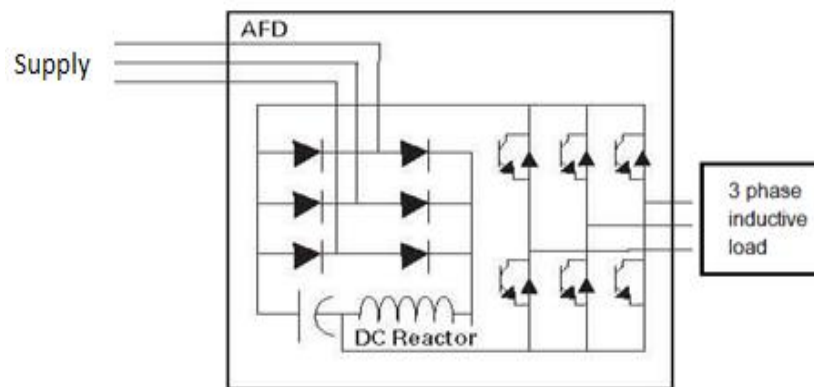 AFD
Supply
3 phase
inductive
load
DC Reactor